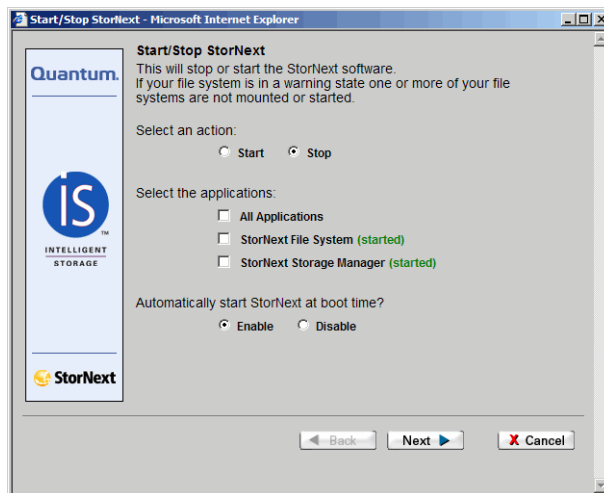 Start/Stop StorNext - Microsoft Internet Explorer
Quantum.
Start/Stop StorNext
This will stop or start the StorNext software.
If your file system is in a warning state one or more of your file
systems are not mounted or started.
Select an action:
Start Stop
Select the applications:
All Applications
StorNext File System (started)
StorNext Storage Manager (started)
iS
TM
INTELLIGENT
STORAGE
Automatically start StorNext at boot time?
Enable Disable
StorNext
Back Next X Cancel